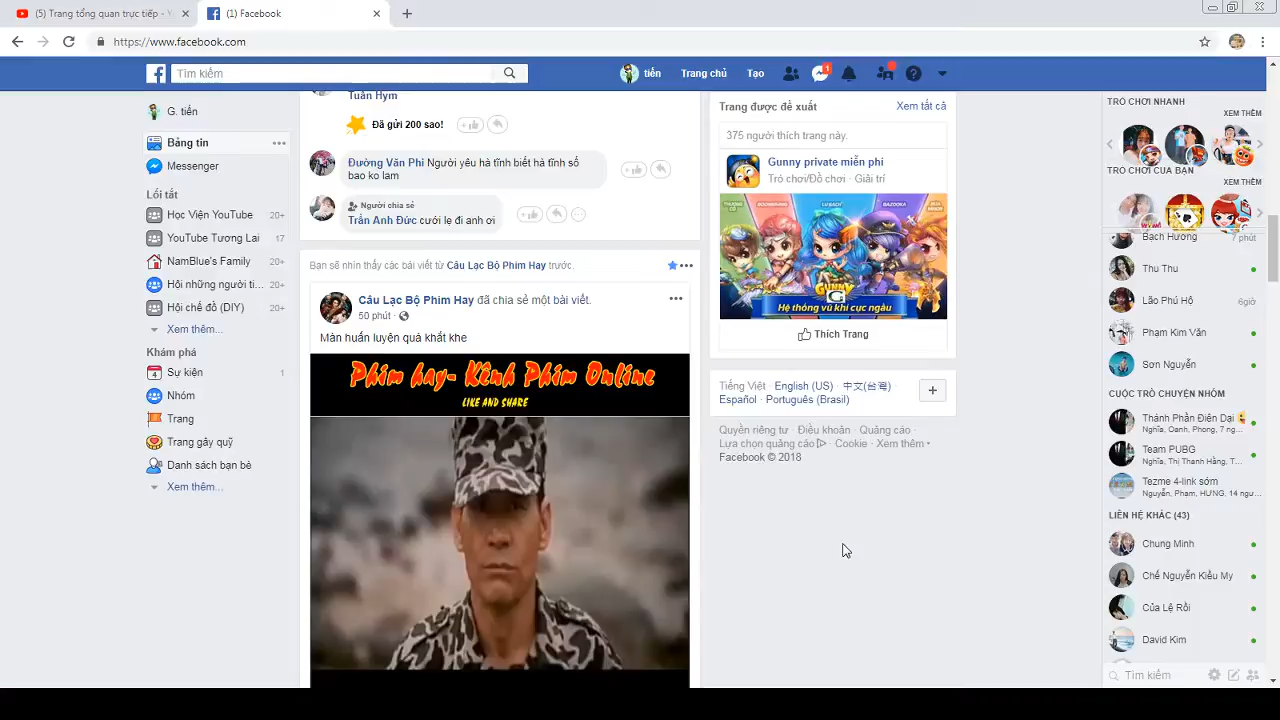 (5) Trang tổng quan trực tiếp - Y
(1) Facebook
https://www.facebook.com
Tìm kiếm
tiến
Trang chủ
Tạo
1
G. tiến
Bảng tin
Messenger
Lối tắt
Học Viện YouTube 20+
YouTube Tương Lai 17
NamBlue's Family 20+
Hội những người tì... 20+
Hội chế đồ (DIY) 20+
Xem thêm...
Khám phá
Sự kiện 1
Nhóm
Trang
Trang gây quỹ
Danh sách bạn bè
Xem thêm...
Tuấn Hym
Đã gửi 200 sao!
+
+
Đường Văn Phi Người yêu hà tĩnh biết hà tĩnh số
bao ko lam
Người chia sẻ
Trần Anh Đức cưới lẹ đi anh ơi
Bạn sẽ nhìn thấy các bài viết từ Câu Lạc Bộ Phim Hay trước.
Câu Lạc Bộ Phim Hay đã chia sẻ một bài viết.
50 phút ·
Màn huấn luyện quá khắt khe
Phim hay- Kênh Phim Online
LIKE AND SHARE
Trang được đề xuất
Xem tất cả
375 người thích trang này.
Gunny private miễn phí
Trò chơi/Đồ chơi · Giải trí
BOOMERANG
BAZOOKA
GUNNY
Hệ thống vũ khí cực ngầu
Thích Trang
Tiếng Việt · English (US) · 中文(台灣) ·
Español · Português (Brasil)
Quyền riêng tư · Điều khoản · Quảng cáo ·
Lựa chọn quảng cáo · Cookie · Xem thêm
Facebook © 2018
TRÒ CHƠI NHANH
XEM THÊM
TRÒ CHƠI CỦA BẠN
XEM THÊM
Bạch Hường 7 phút
Thu Thu
Lão Phú Hộ 6giờ
Phạm Kim Văn
Sơn Nguyễn
CUỘC TRÒ CHUYỆN NHÓM
Thánh Phần Điên Dại
Nghĩa, Oanh, Phong, 7 ng...
Team PUBG
Nghĩa, Thị Thanh Hằng, T...
Tezme 4-link sớm
Nguyễn, Pham, HƯNG, 14 ngư...
LIÊN HỆ KHÁC (43)
Chung Minh
Chế Nguyễn Kiều My
Của Lệ Rồi
David Kim
Tìm kiếm